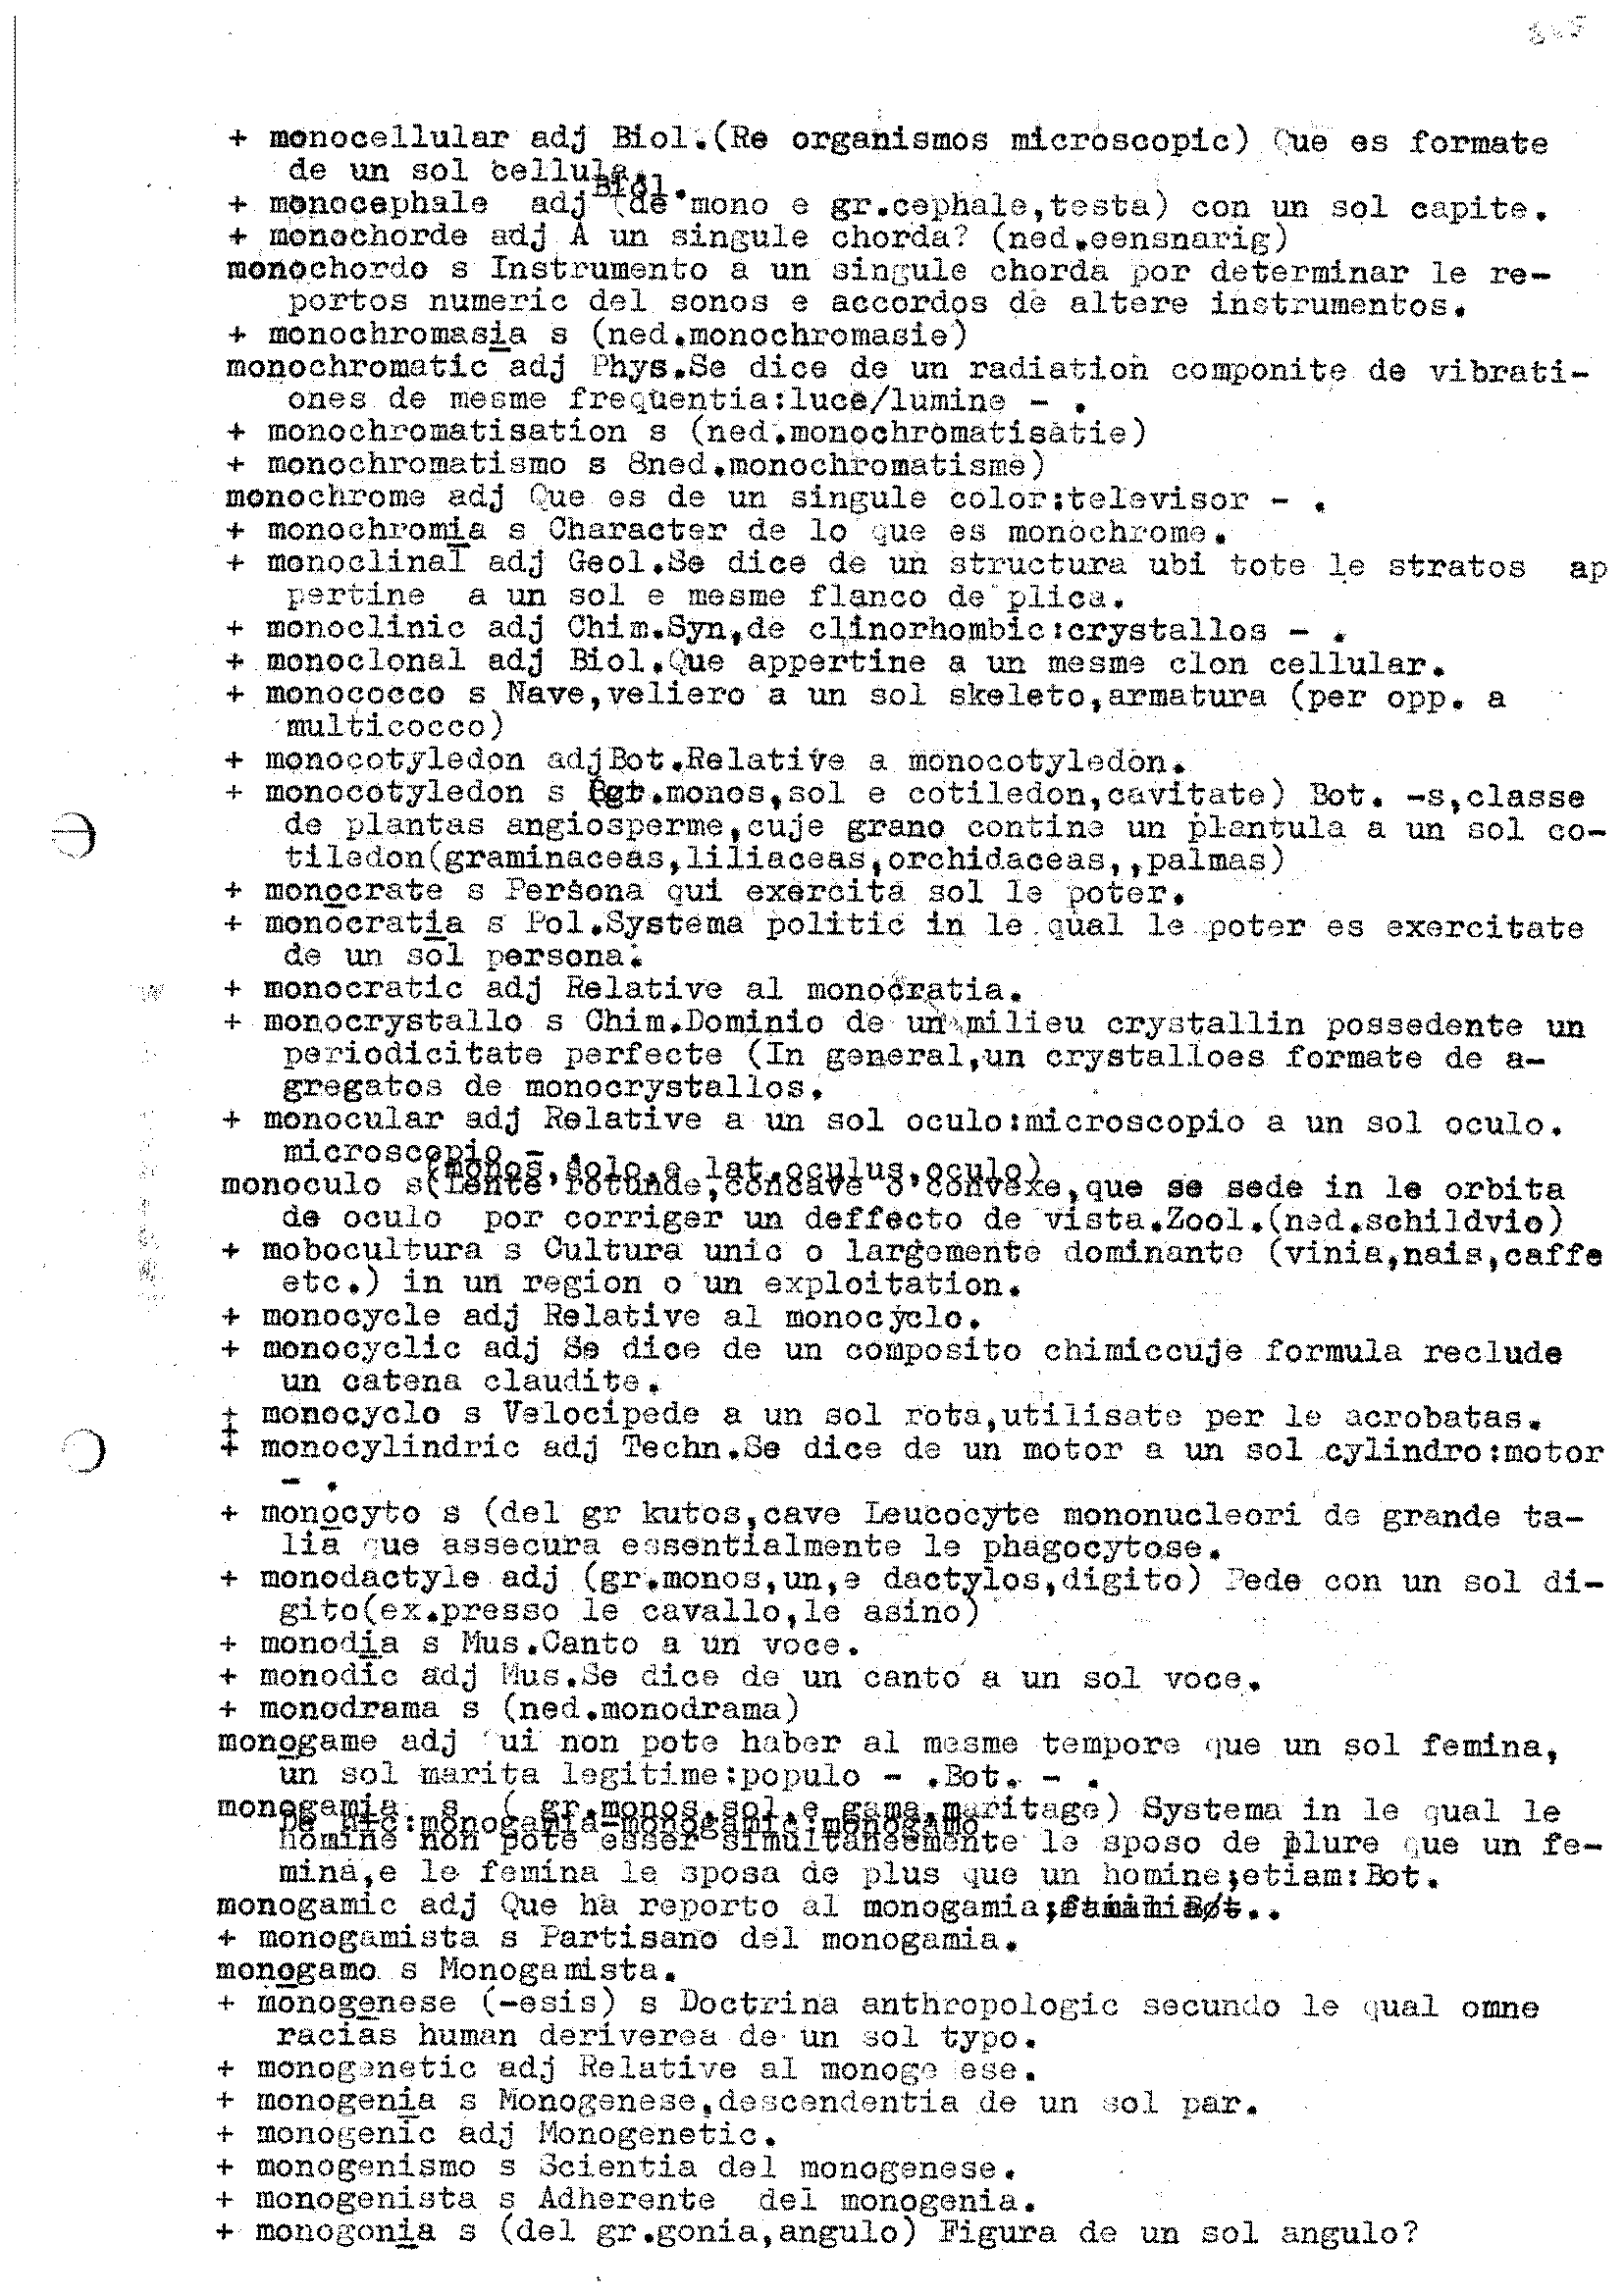 + monocellular adj Biol.(Re organismos microscopic) Que es formate
de un sol cellula.
Biol.
+ monocephale adj (de mono e gr.cephale,testa) con un sol capite.
+ monochorde adj A un singule chorda? (ned.eensnarig)
monochordo s Instrumento a un singule chorda por determinar le re-
portos numeric del sonos e accordos de altere instrumentos.
+ monochromasia s (ned.monochromasie)
monochromatic adj Phys.Se dice de un radiation componite de vibrati-
ones de mesme frequentia:luce/lumine - .
+ monochromatisation s (ned.monochromatisatie)
+ monochromatismo s 8ned.monochromatisme)
monochrome adj Que es de un singule color:televisor - .
+ monochromia s Character de lo que es monochrome.
+ monoclinal adj Geol.Se dice de un structura ubi tote le stratos ap
pertine a un sol e mesme flanco de plica.
+ monoclinic adj Chim.Syn,de clinorhombic:crystallos - .
+ monoclonal adj Biol.Que appertine a un mesme clon cellular.
+ monococco s Nave,veliero a un sol skeleto,armatura (per opp. a
multicocco)
+ monocotyledon adjBot.Relative a monocotyledon.
+ monocotyledon s (gr.monos,sol e cotiledon,cavitate) Bot. -s,classe
de plantas angiosperme,cuje grano contine un plantula a un sol co-
tiledon(graminaceas,liliaceas,orchidaceas,,palmas)
+ monocrate s Persona qui exercita sol le poter.
+ monocratia s Pol.Systema politic in le qual le poter es exercitate
de un sol persona.
+ monocratic adj Relative al monocratia.
+ monocrystallo s Chim.Dominio de un milieu crystallin possedente un
periodicitate perfecte (In general,un crystalloes formate de a-
gregatos de monocrystallos.
+ monocular adj Relative a un sol oculo:microscopio a un sol oculo.
microscopio - .
(monos, solo,e lat.oculus,oculo)
monoculo s(Lente rotunde,concave o convexe,que se sede in le orbita
de oculo por corriger un deffecto de vista.Zool.(ned.schildvio)
+ mobocultura s Cultura unic o largemente dominante (vinia,nais,caffe
etc.) in un region o un exploitation.
+ monocycle adj Relative al monocyclo.
+ monocyclic adj Se dice de un composito chimiccuje formula reclude
un catena claudite.
+ monocyclo s Velocipede a un sol rota,utilisate per le acrobatas.
+ monocylindric adj Techn.Se dice de un motor a un sol cylindro:motor
- .
+ monocyto s (del gr kutos,cave Leucocyte mononucleori de grande ta-
lia que assecura essentialmente le phagocytose.
+ monodactyle adj (gr.monos,un,e dactylos,digito) Pede con un sol di-
gito(ex.presso le cavallo,le asino)
+ monodia s Mus.Canto a un voce.
+ monodic adj Mus.Se dice de un canto a un sol voce.
+ monodrama s (ned.monodrama)
monogame adj ui non pote haber al mesme tempore que un sol femina,
un sol marita legitime:populo - .Bot. - .
monogamia s ( gr.monos,sol,e game,maritage) Systema in le qual le
De hic:monogamia-monogamic:monogamo
homine non pote esser simultaneemente le sposo de plure que un fe-
mina,e le femina le sposa de plus que un homine;etiam:Bot.
monogamic adj Que ha reporto al monogamia;
+ monogamista s Partisano del monogamia.
monogamo s Monogamista.
+ monogenese (-esis) s Doctrina anthropologic secundo le qual omne
racias human deriverea de un sol typo.
+ monogenetic adj Relative al monoge ese.
+ monogenia s Monogenese,descendentia de un sol par.
+ monogenic adj Monogenetic.
+ monogenismo s Scientia del monogenese.
+ monogenista s Adherente del monogenia.
+ monogonia s (del gr.gonia,angulo) Figura de un sol angulo?